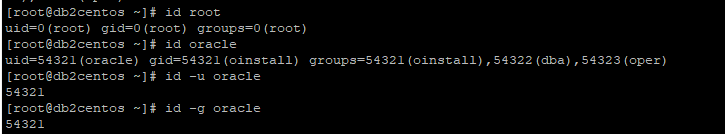 [root@db2centos ~]# id root
uid=0(root) gid=0(root) groups=0(root)
[root@db2centos ~]# id oracle
uid=54321(oracle) gid=54321(oinstall) groups=54321(oinstall),54322(dba),54323(oper)
[root@db2centos ~]# id -u oracle
54321
[root@db2centos ~]# id -g oracle
54321